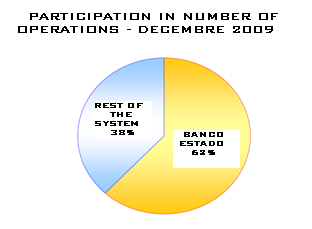 PARTICIPATION IN NUMBER OF
OPERATIONS - DECEMBRE 2009
REST OF
THE
SYSTEM
38%
BANCO
ESTADO
62%